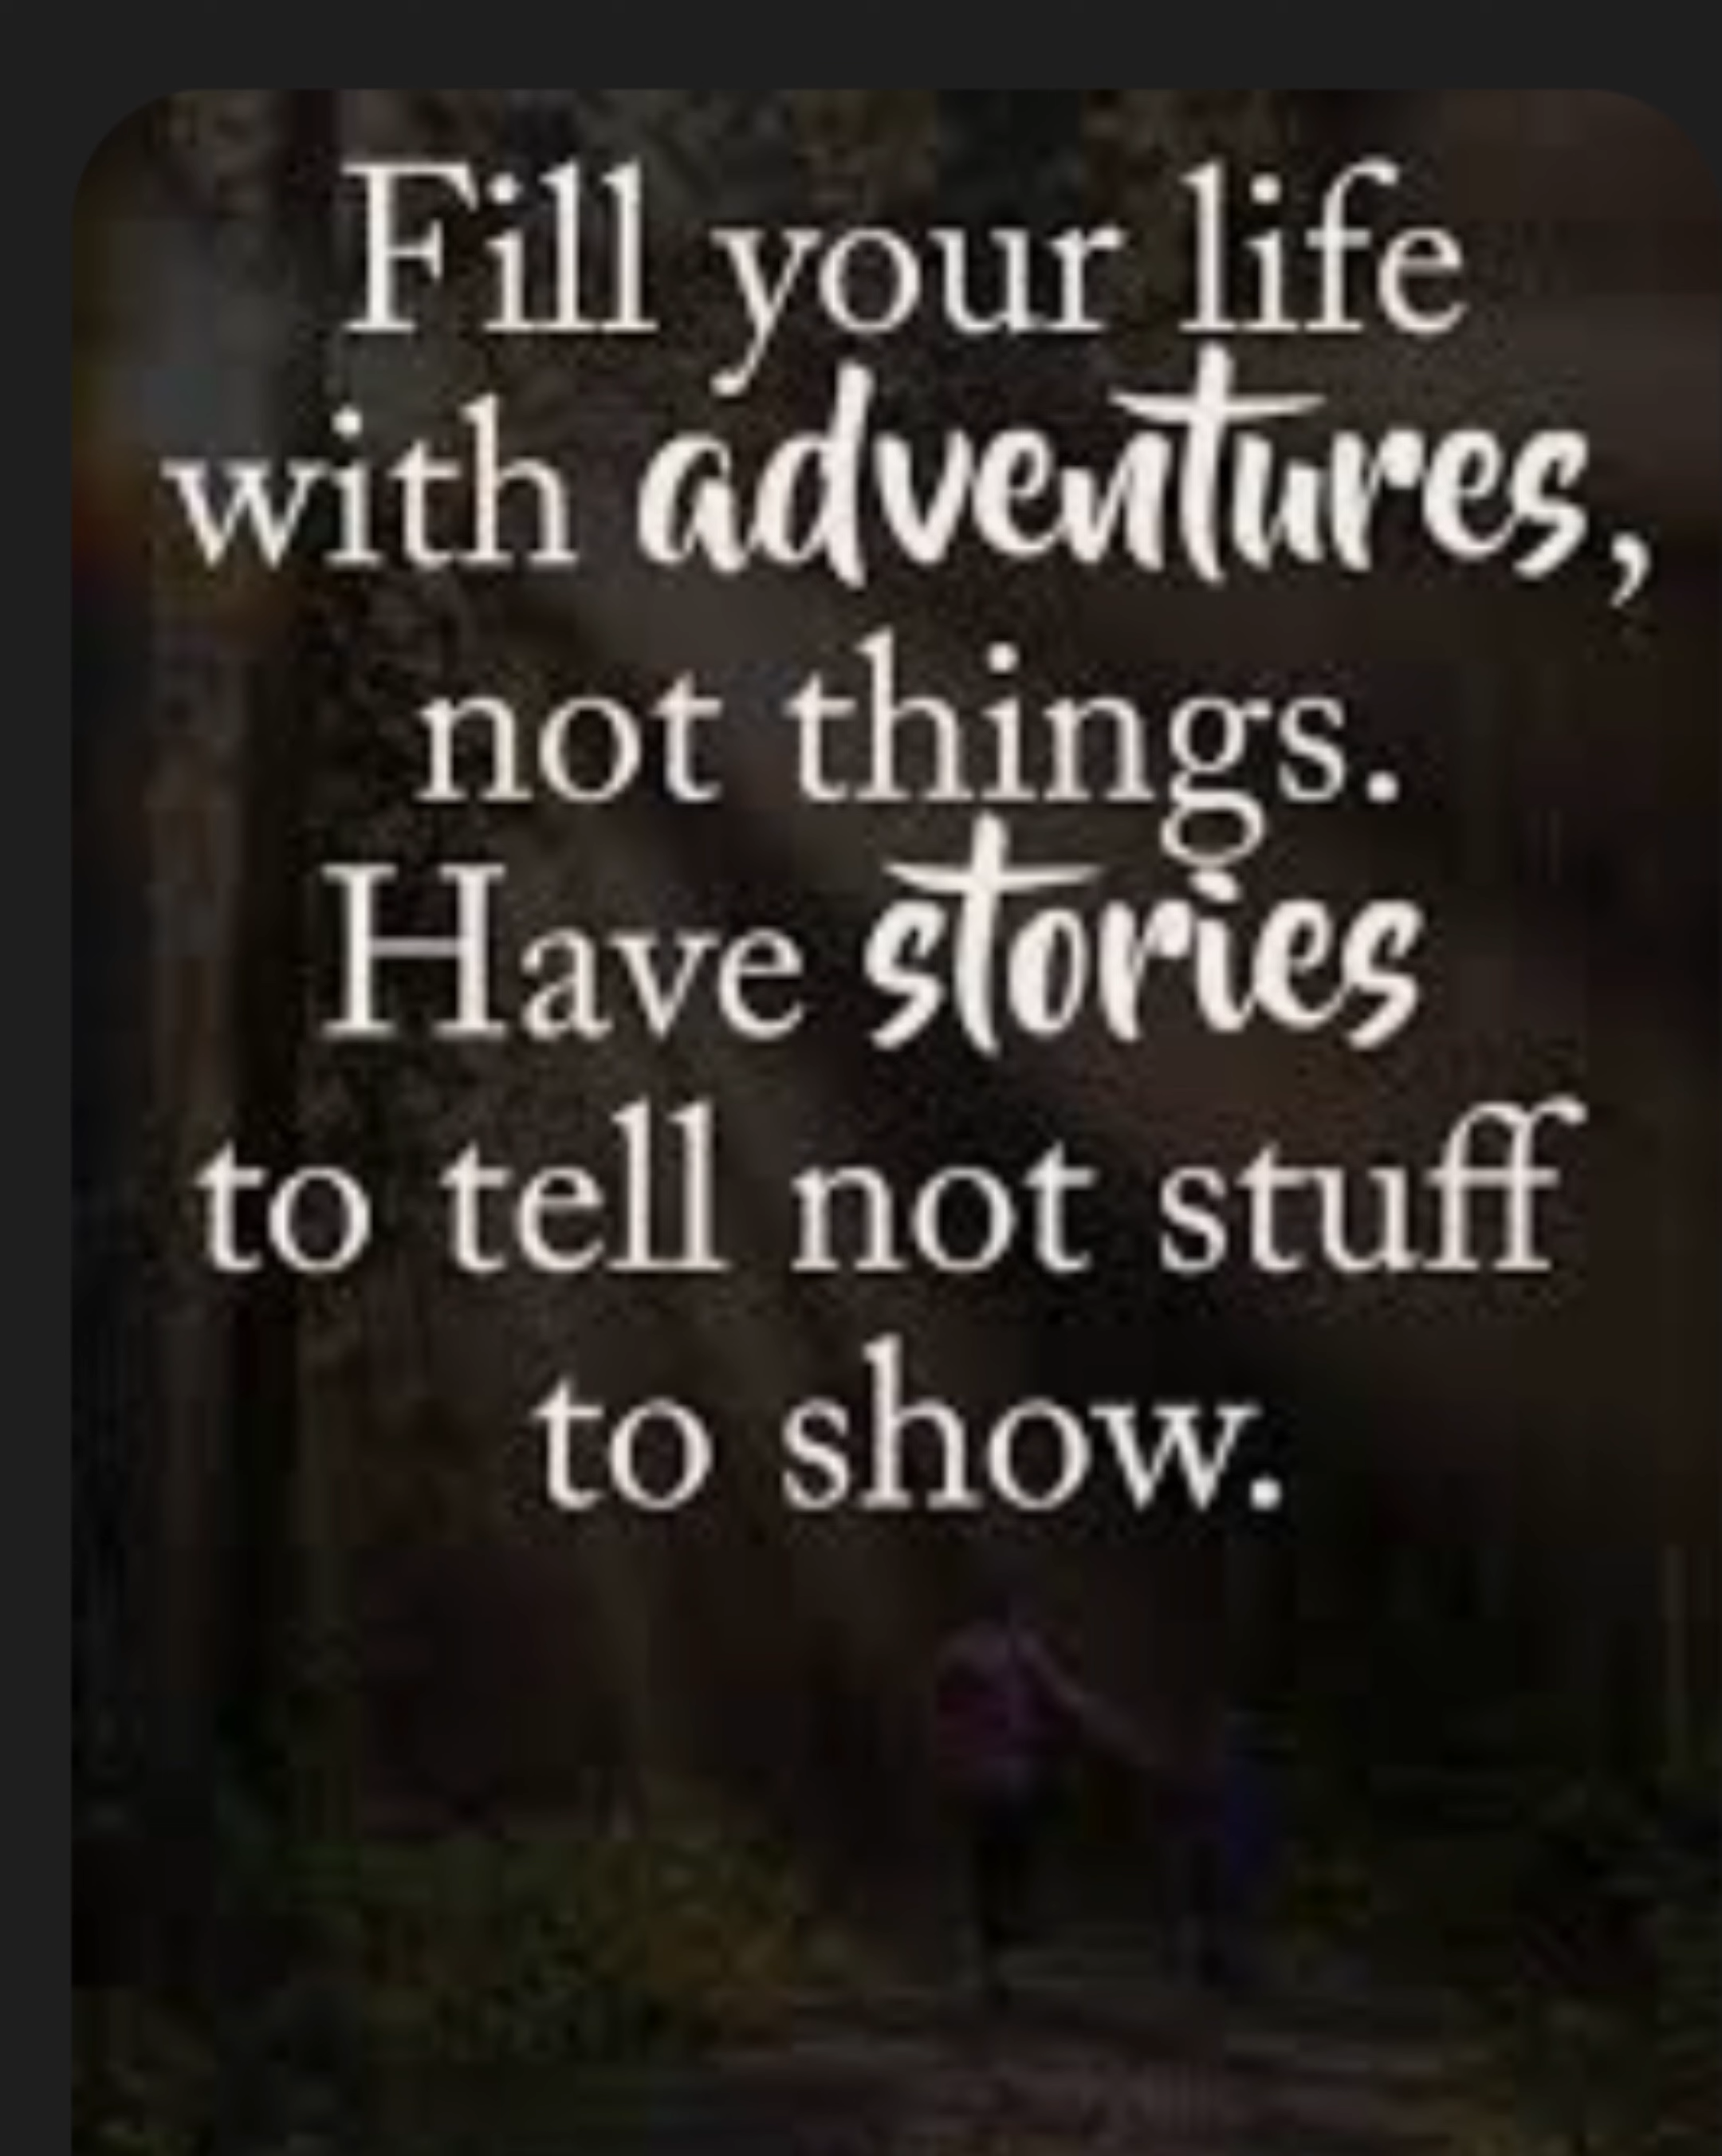 Fill your life
with adventures,
not things.
Have stories
to tell not stuff
to show.